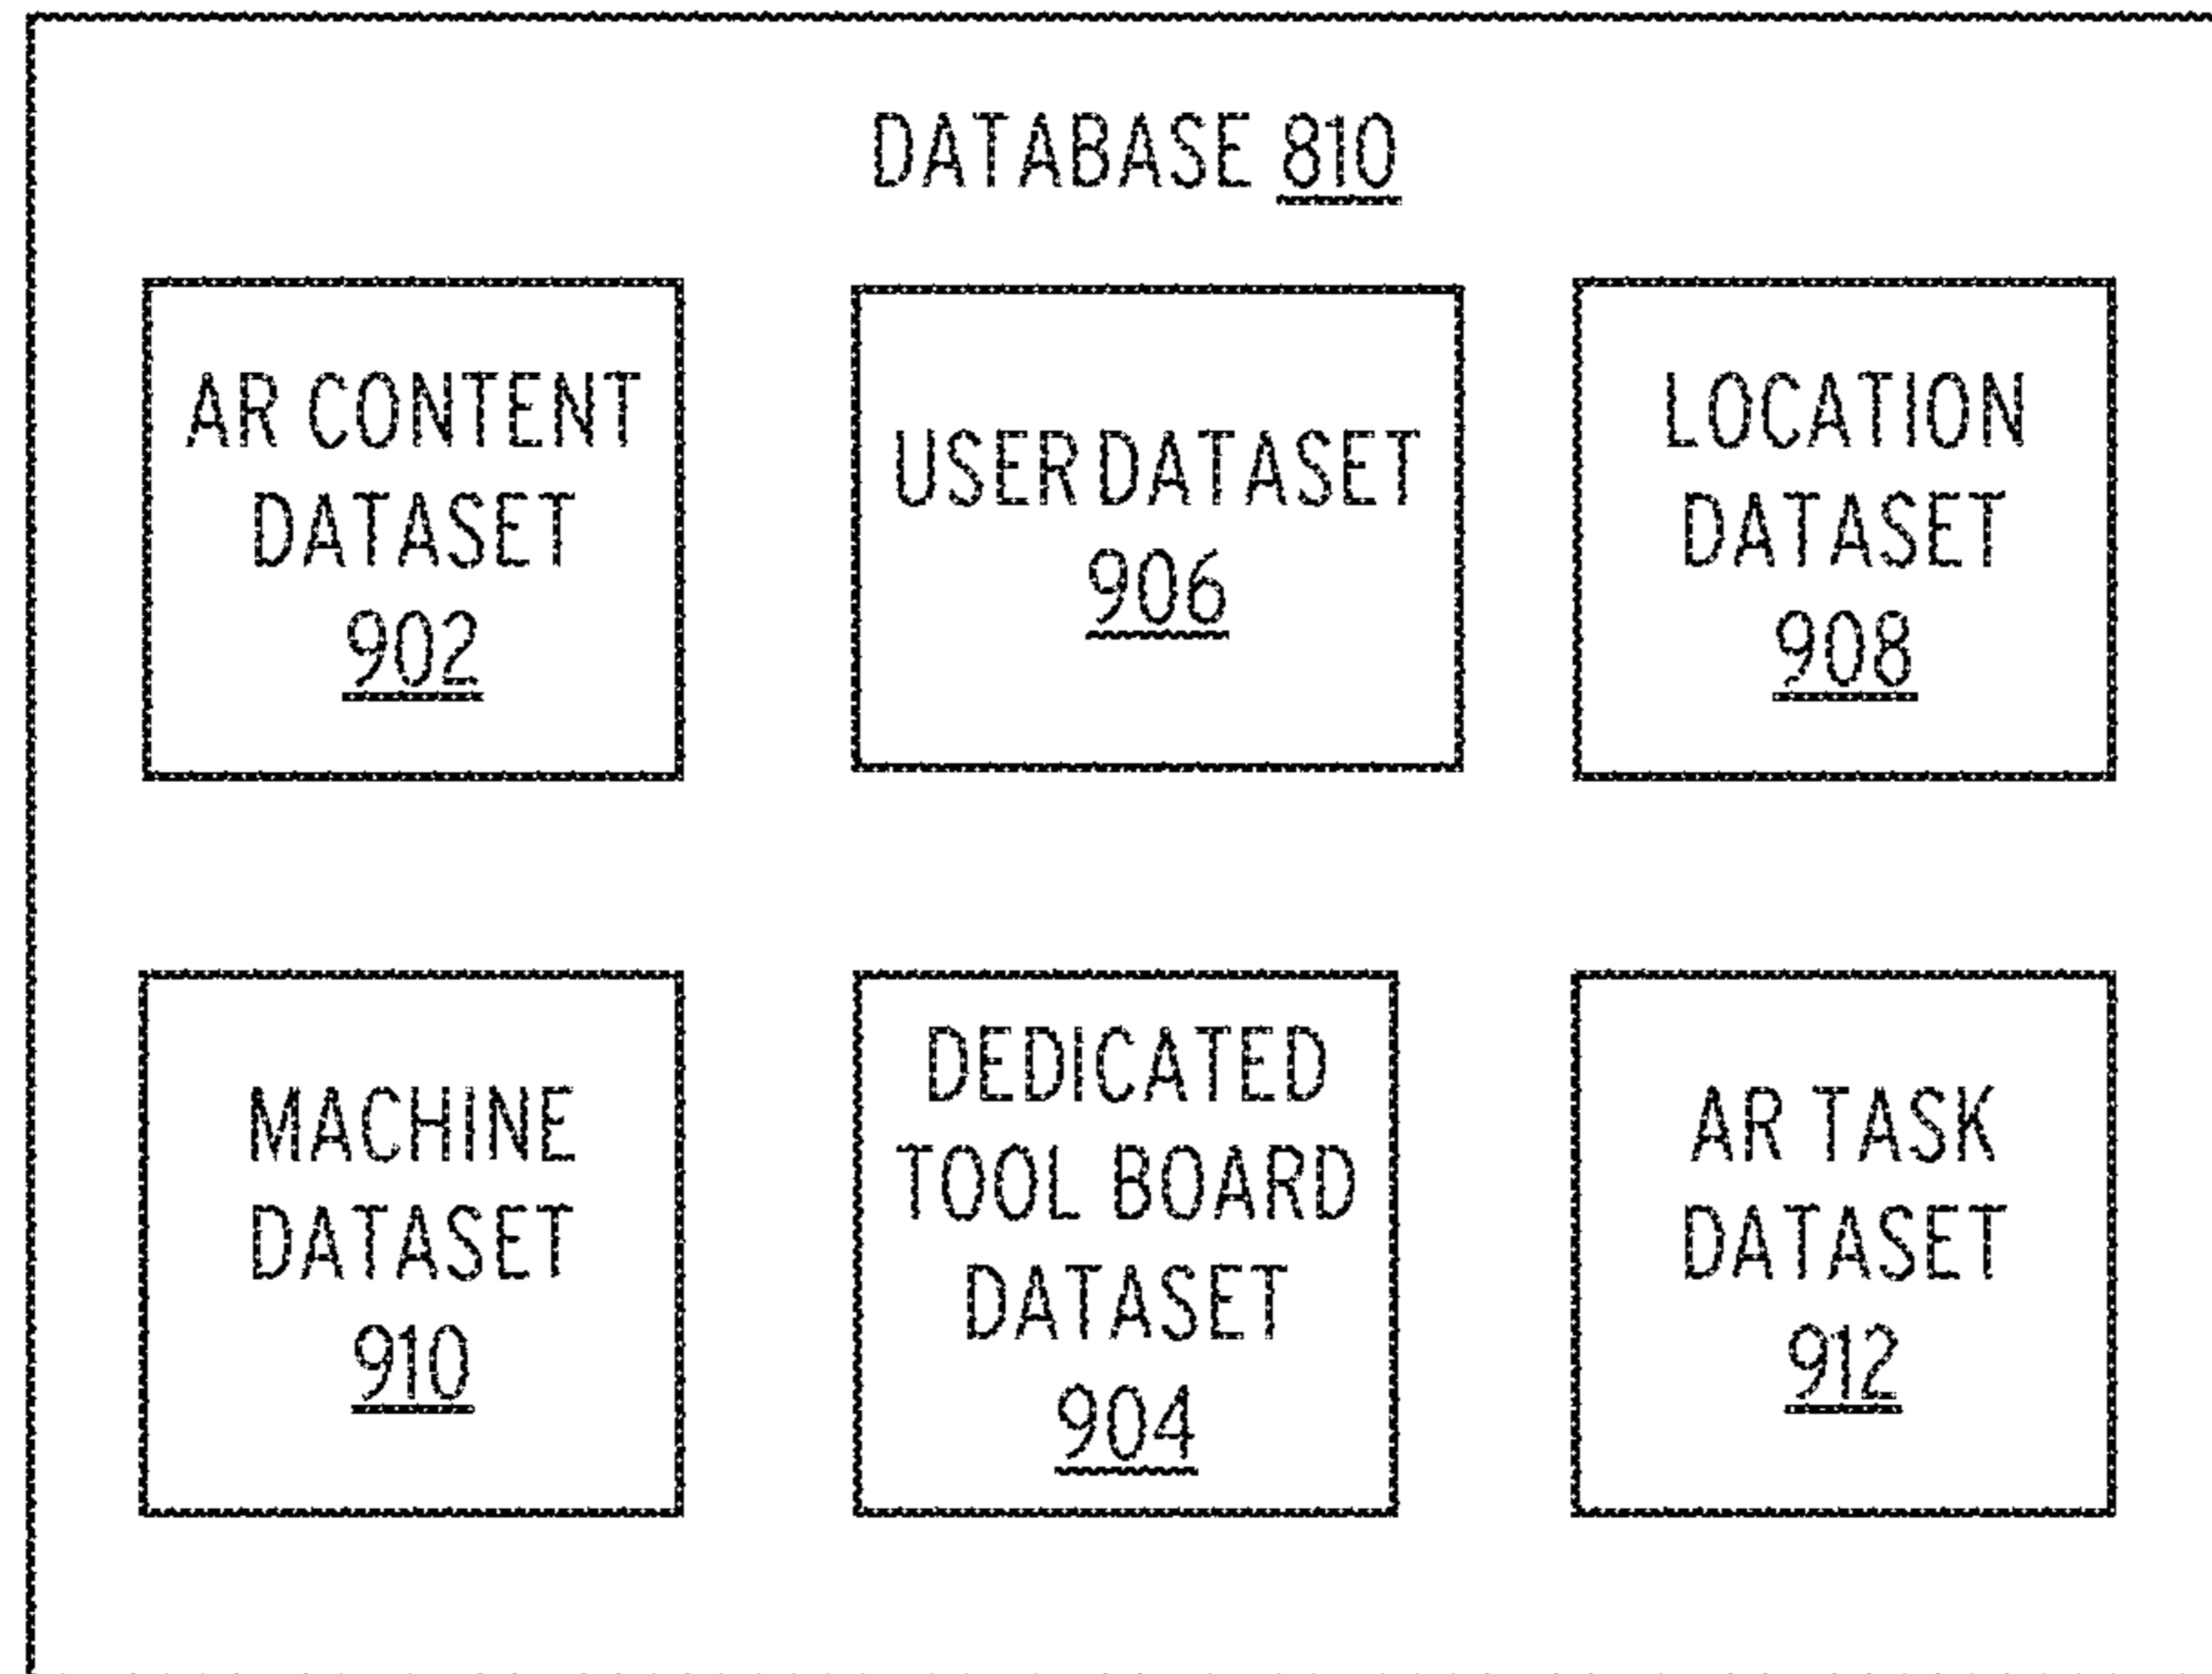 DATABASE 810
AR CONTENT
DATASET
902
USER DATASET
906
LOCATION
DATASET
908
MACHINE
DATASET
910
DEDICATED
TOOL BOARD
DATASET
904
AR TASK
DATASET
912